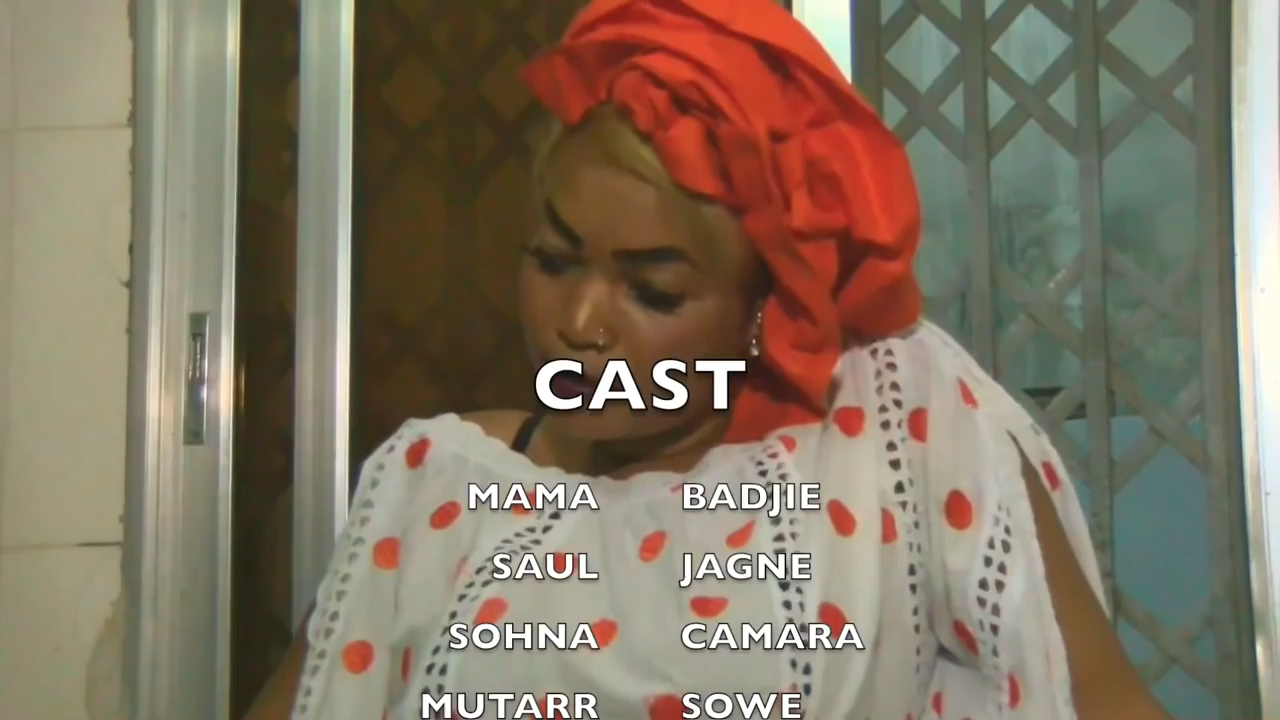 CAST
MAMA BADJIE
SAUL JAGNE
SOHNA CAMARA
MUTARR SOWE